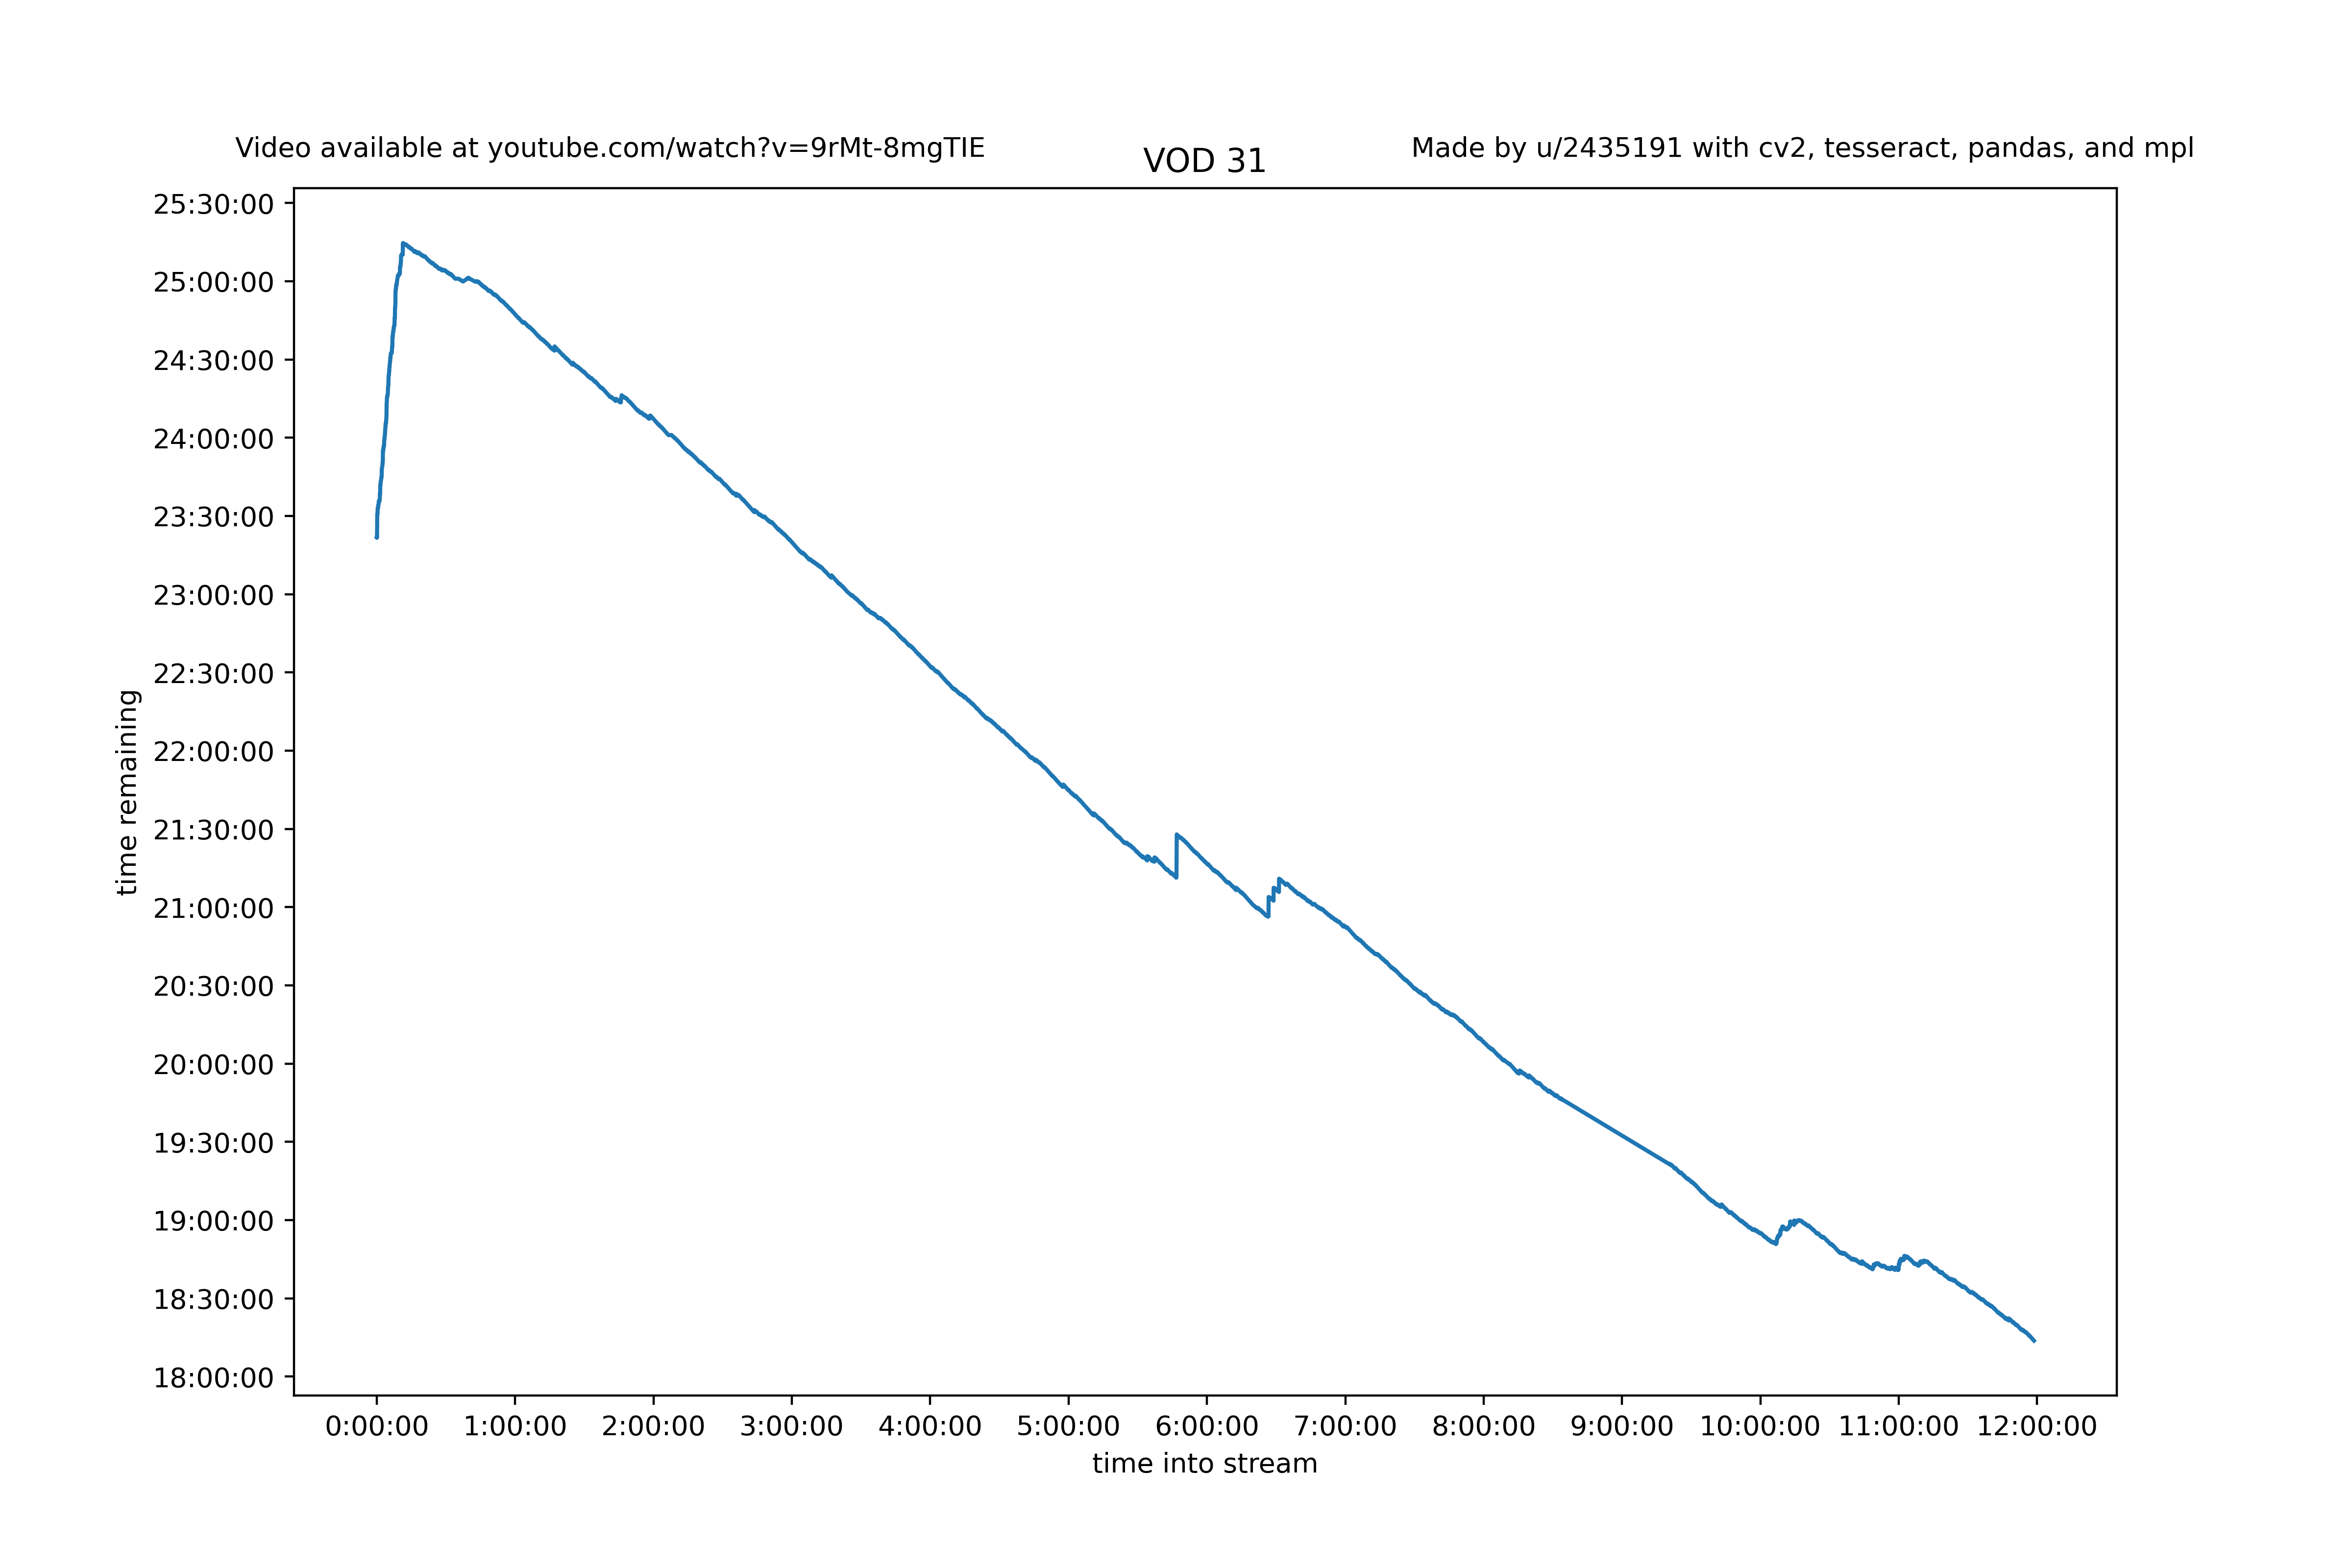 Video available at youtube.com/watch?v=9rMt-8mgTIE
VOD 31
Made by u/2435191 with cv2, tesseract, pandas, and mpl
25:30:00
25:00:00
24:30:00
24:00:00
23:30:00
23:00:00
22:30:00
22:00:00
21:30:00
21:00:00
20:30:00
20:00:00
19:30:00
19:00:00
18:30:00
18:00:00
time remaining
0:00:00 1:00:00 2:00:00 3:00:00 4:00:00 5:00:00 6:00:00 7:00:00 8:00:00 9:00:00 10:00:00 11:00:00 12:00:00
time into stream